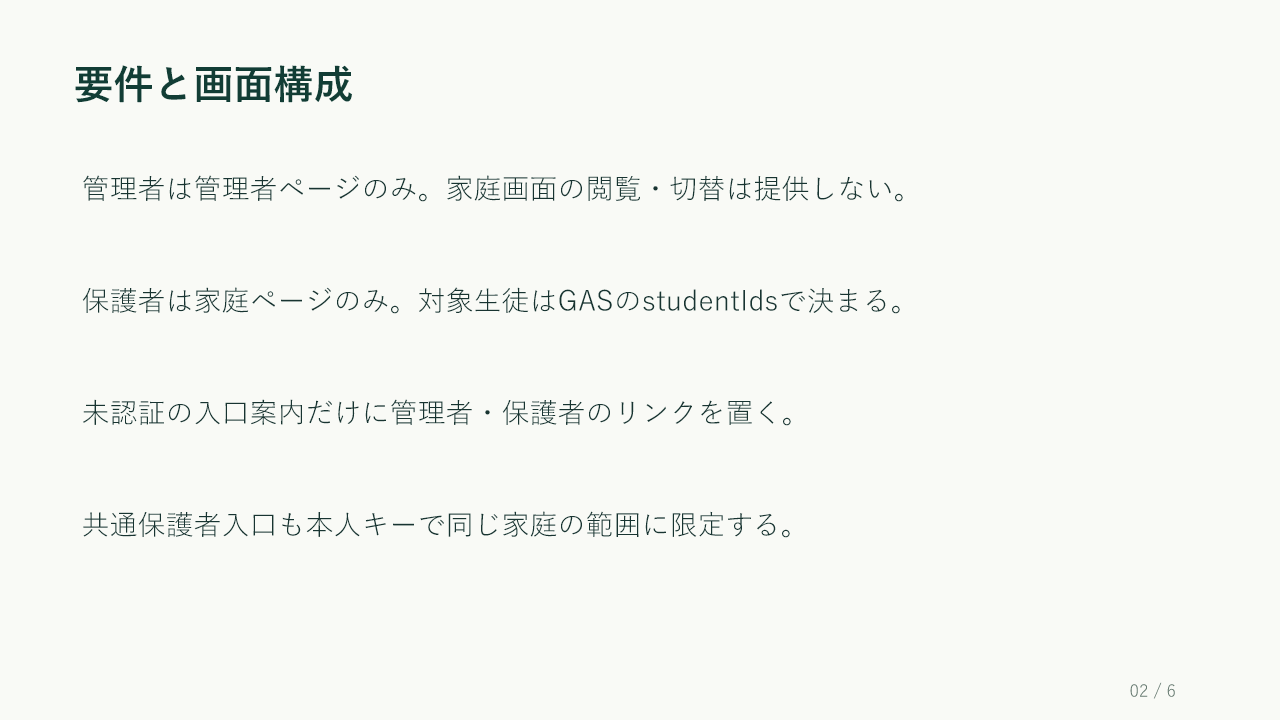 要件と画面構成
管理者は管理者ページのみ。家庭画面の閲覧・切替は提供しない。
保護者は家庭ページのみ。対象生徒はGASのstudentIdsで決まる。
未認証の入口案内だけに管理者・保護者のリンクを置く。
共通保護者入口も本人キーで同じ家庭の範囲に限定する。
02 / 6